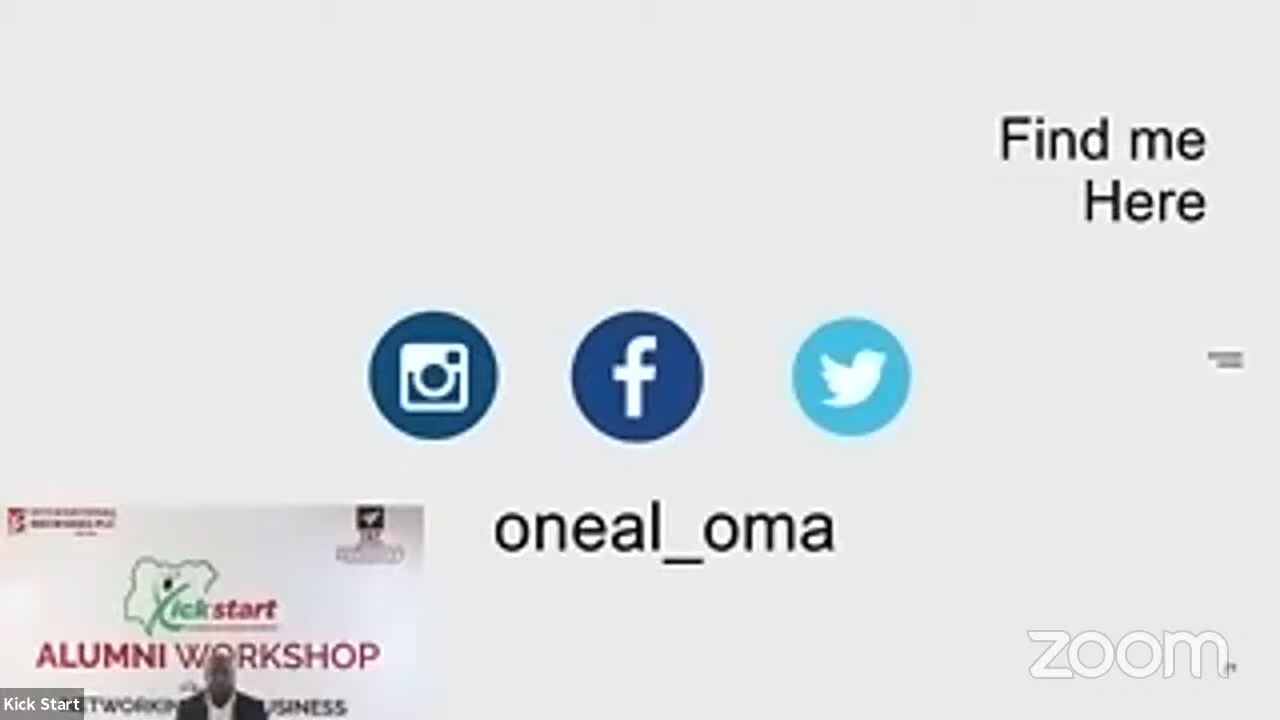 Find me
Here
oneal_oma
Kickstart
ALUMNI WORKSHOP
Kick Start
zoom